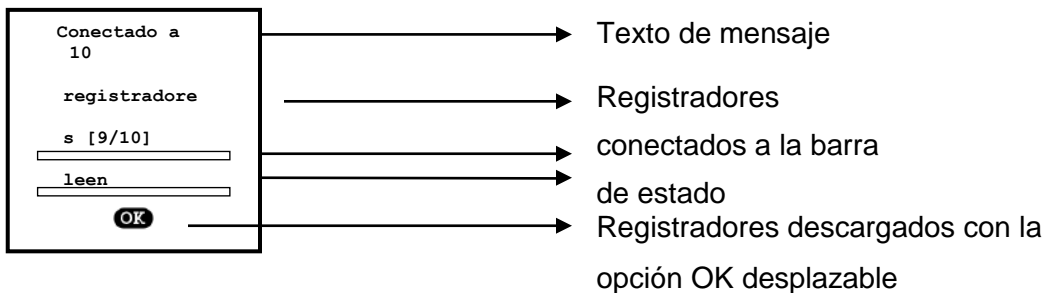 Conectado a
10
registradore
s [9/10]
leen
OK
Texto de mensaje
Registradores
conectados a la barra
de estado
Registradores descargados con la
opción OK desplazable